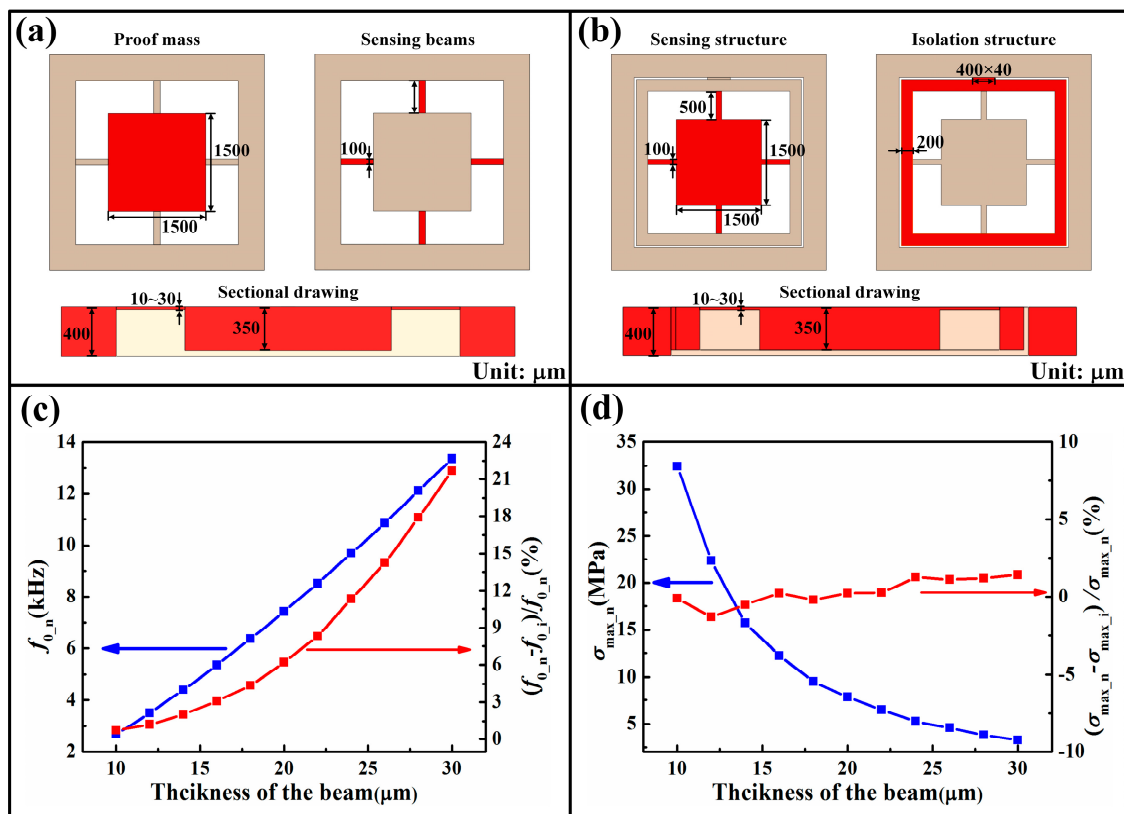 (a)
Proof mass
Sensing beams
1500
1500
100
Sectional drawing
10~30
400
350
Unit: μm
(b)
Sensing structure
Isolation structure
500
100
1500
1500
400×40
200
Sectional drawing
10~30
400
350
Unit: μm
(c)
f0_n(kHz)
14
12
10
8
6
4
2
24
21
18
15
12
9
6
3
0
(f0_n-f0_i)/f0_n(%)
10 15 20 25 30
Thcikness of the beam(μm)
(d)
σmax_n(MPa)
35
30
25
20
15
10
5
10
5
0
-5
-10
(σmax_n-σmax_i)/σmax_n(%)
10 15 20 25 30
Thcikness of the beam(μm)